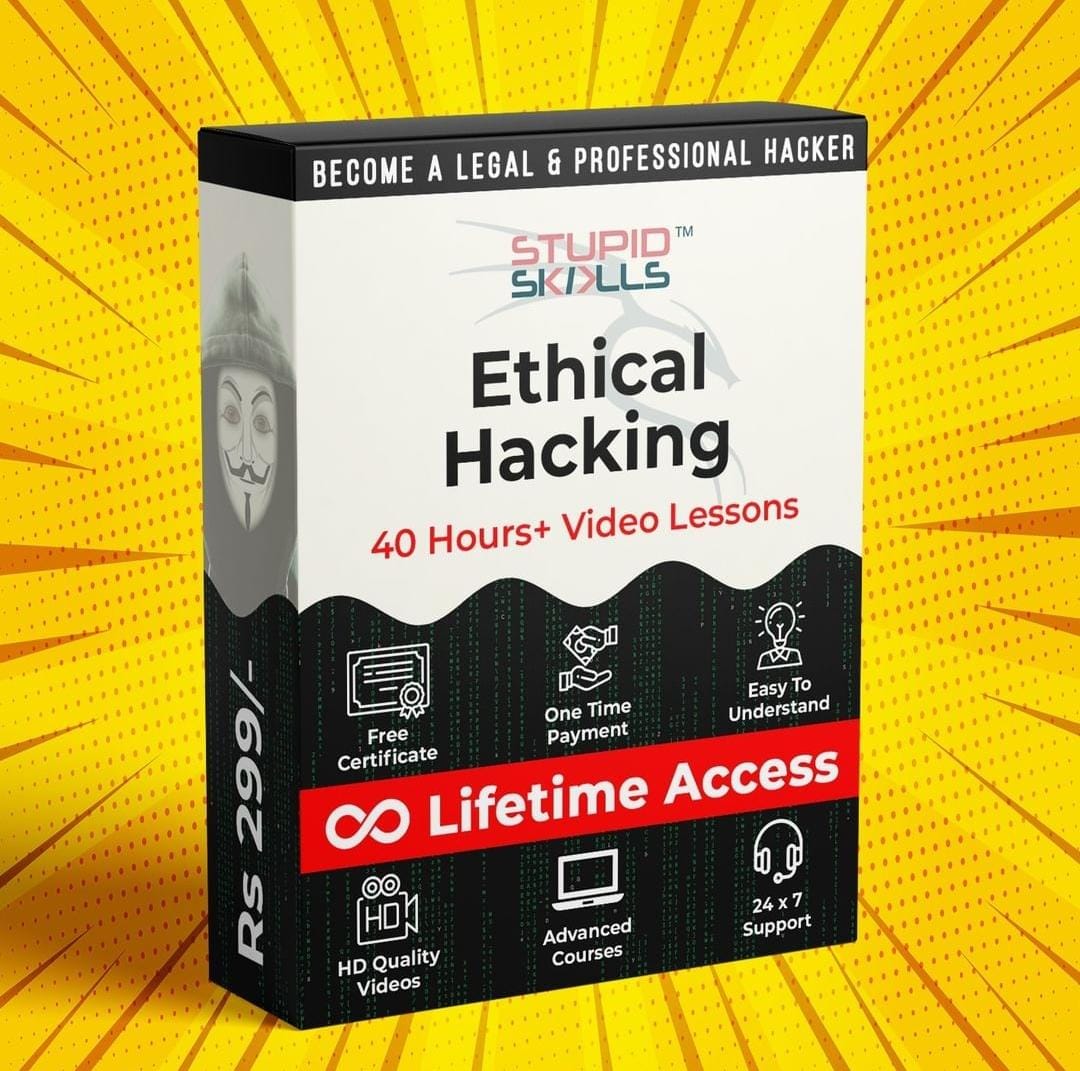 BECOME A LEGAL & PROFESSIONAL HACKER
STUPID™
SKILLS
Ethical
Hacking
40 Hours+ Video Lessons
Free
Certificate
One Time
Payment
Easy To
Understand
Lifetime Access
HD
HD Quality
Videos
Advanced
Courses
24 x 7
Support
Rs 299/-